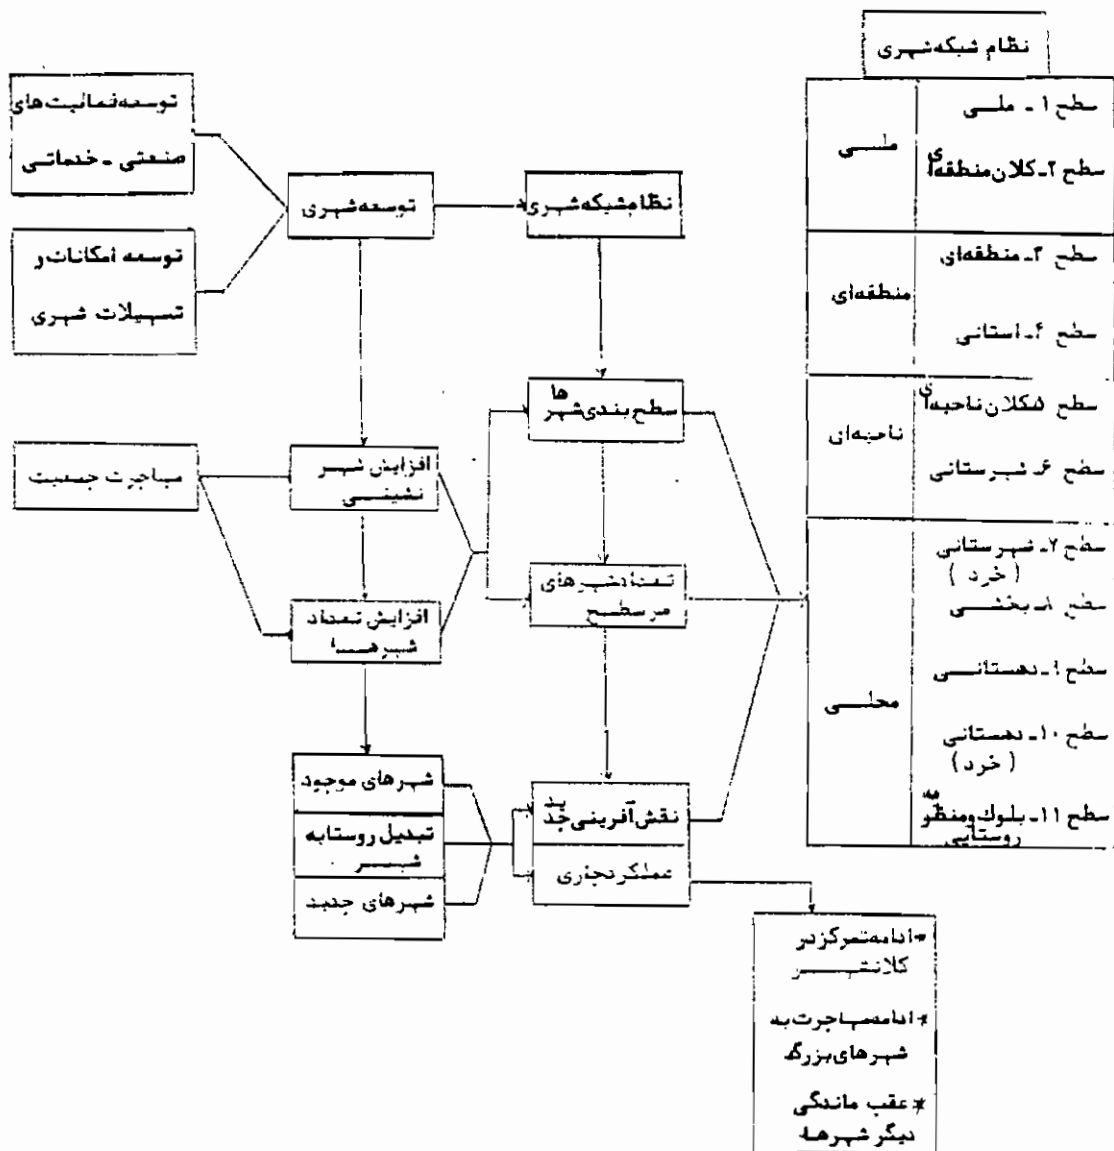 نظام شبکه شهری
سطح ۱ - ملی
سطح ۲ - کلان منطقه‌ای
ملی
سطح ۳ - منطقه‌ای
سطح ۴ - استانی
منطقه‌ای
سطح ۵ کلان ناحیه‌ای
سطح ۶ - شهرستانی
ناحیه‌ای
سطح ۷ - شهرستانی
(خرد)
سطح ۸ - بخشی
سطح ۹ - دهستانی
سطح ۱۰ - دهستانی
(خرد)
سطح ۱۱ - بلوک و منظومه
روستایی
محلی
نظام شبکه شهری
سطح بندی شهرها
تعداد شهرهای
هر سطح
نقش آفرینی جدید
عملکرد تجاری
توسعه شهری
افزایش شهر
نشینی
افزایش تعداد
شهرها
شهرهای موجود
تبدیل روستا به
شهر
شهرهای جدید
توسعه فعالیت‌های
صنعتی - خدماتی
توسعه امکانات و
تسهیلات شهری
مهاجرت جمعیت
* ادامه تمرکز در
کلانشهر
* ادامه مهاجرت به
شهرهای بزرگ
* عقب ماندگی
دیگر شهرها